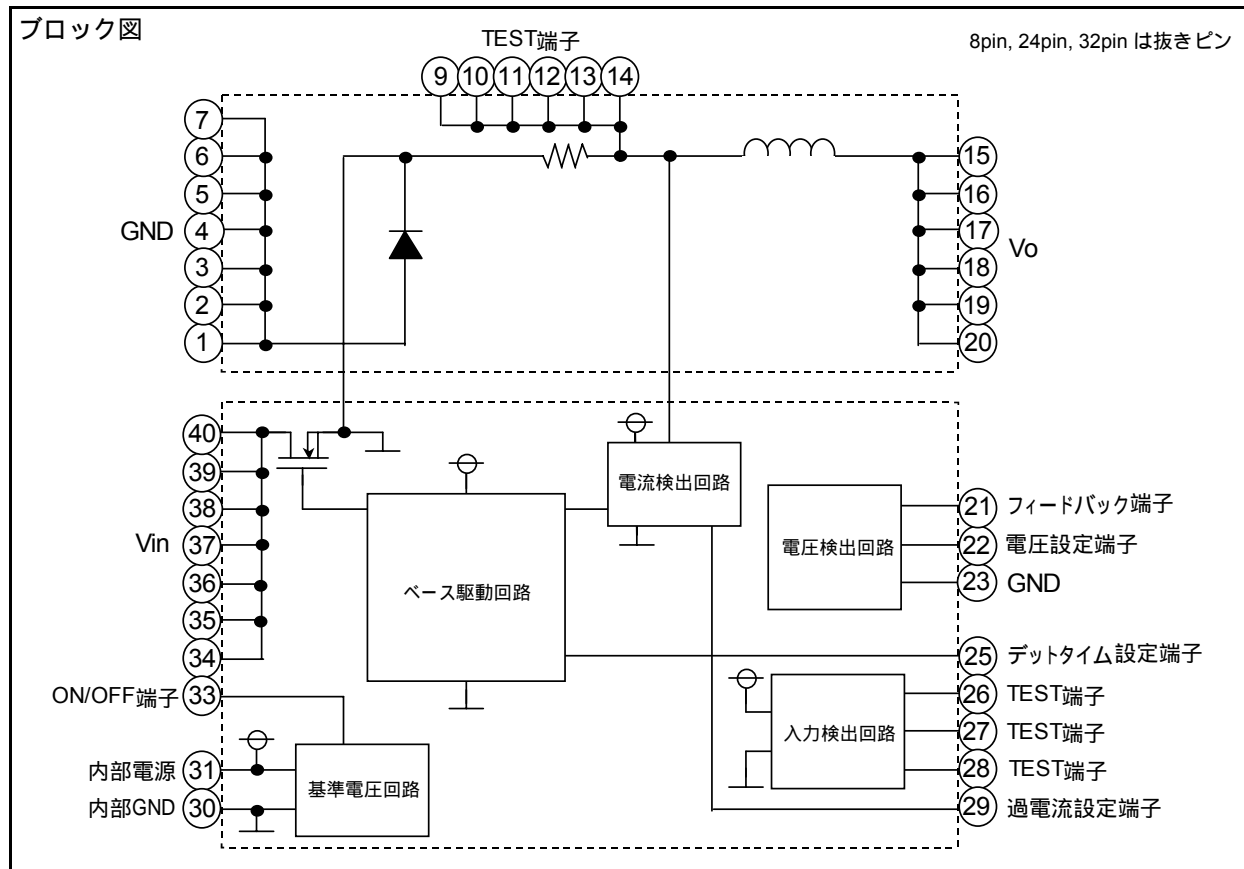 ブロック図
TEST端子
8pin, 24pin, 32pin は抜きピン
9 10 11 12 13 14
7
6
5
4
3
2
1
GND
15
16
17
18
19
20
Vo
40
39
38
37
36
35
34
Vin
ON/OFF端子 33
内部電源 31
内部GND 30
電流検出回路
ベース駆動回路
電圧検出回路
入力検出回路
基準電圧回路
21 フィードバック端子
22 電圧設定端子
23 GND
25 デットタイム設定端子
26 TEST端子
27 TEST端子
28 TEST端子
29 過電流設定端子